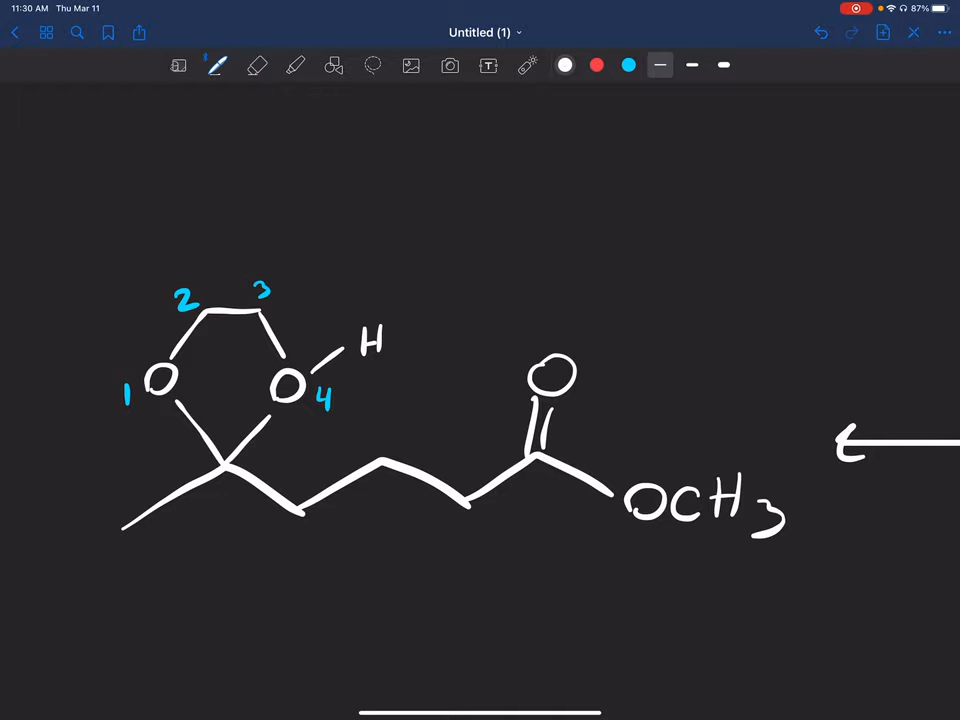 11:30 AM Thu Mar 11
87%
Untitled (1)
T
2 3
H
O O
1 4
O
OCH3